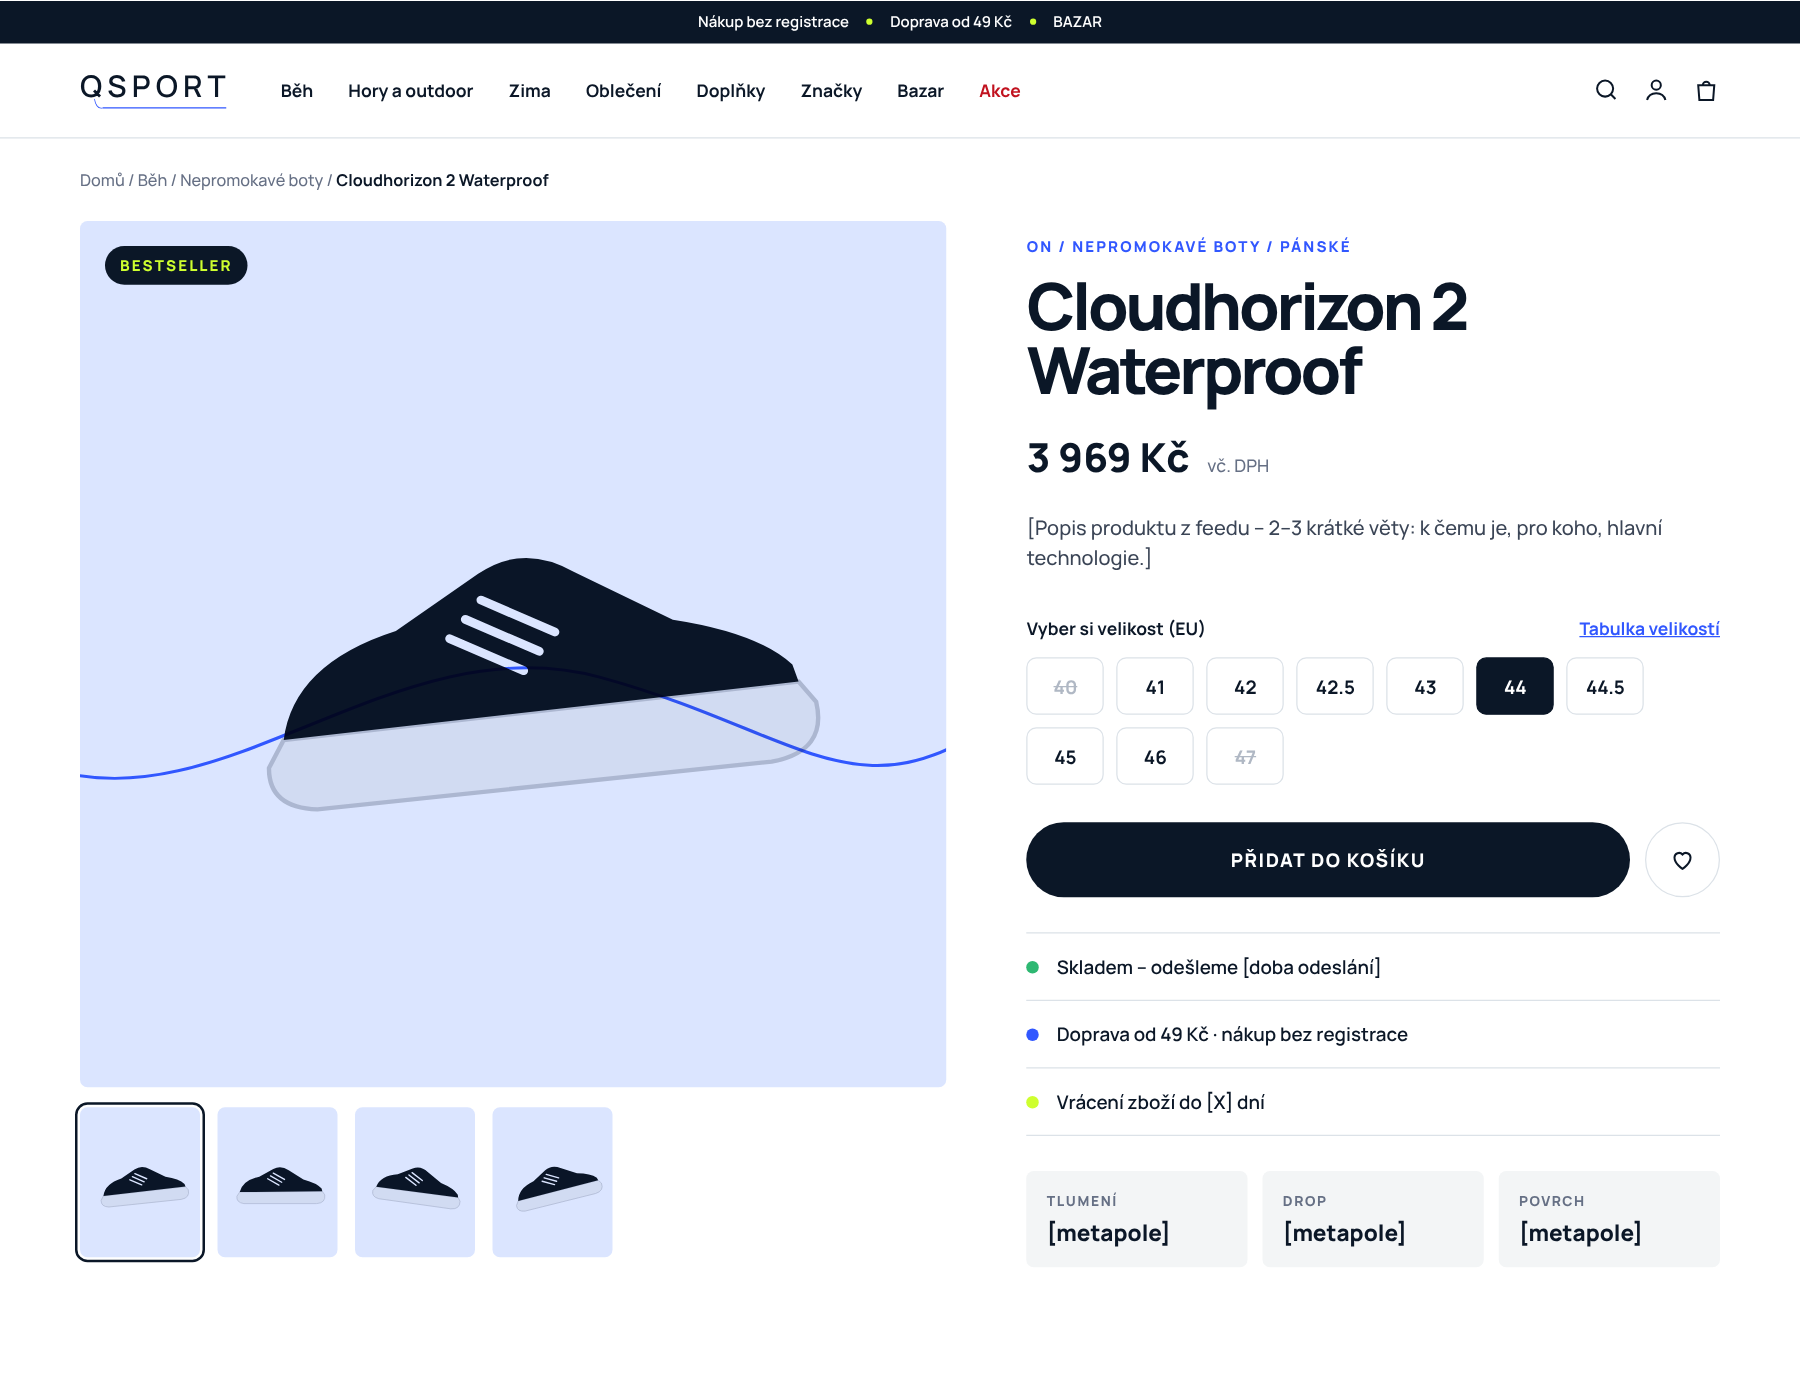 Nákup bez registrace • Doprava od 49 Kč • BAZAR
QSPORT
Běh Hory a outdoor Zima Oblečení Doplňky Značky Bazar Akce
Domů / Běh / Nepromokavé boty / Cloudhorizon 2 Waterproof
BESTSELLER
ON / NEPROMOKAVÉ BOTY / PÁNSKÉ
Cloudhorizon 2
Waterproof
3 969 Kč vč. DPH
[Popis produktu z feedu – 2–3 krátké věty: k čemu je, pro koho, hlavní
technologie.]
Vyber si velikost (EU) Tabulka velikostí
40 41 42 42.5 43 44 44.5
45 46 47
PŘIDAT DO KOŠÍKU
Skladem – odešleme [doba odeslání]
Doprava od 49 Kč · nákup bez registrace
Vrácení zboží do [X] dní
TLUMENÍ DROP POVRCH
[metapole] [metapole] [metapole]